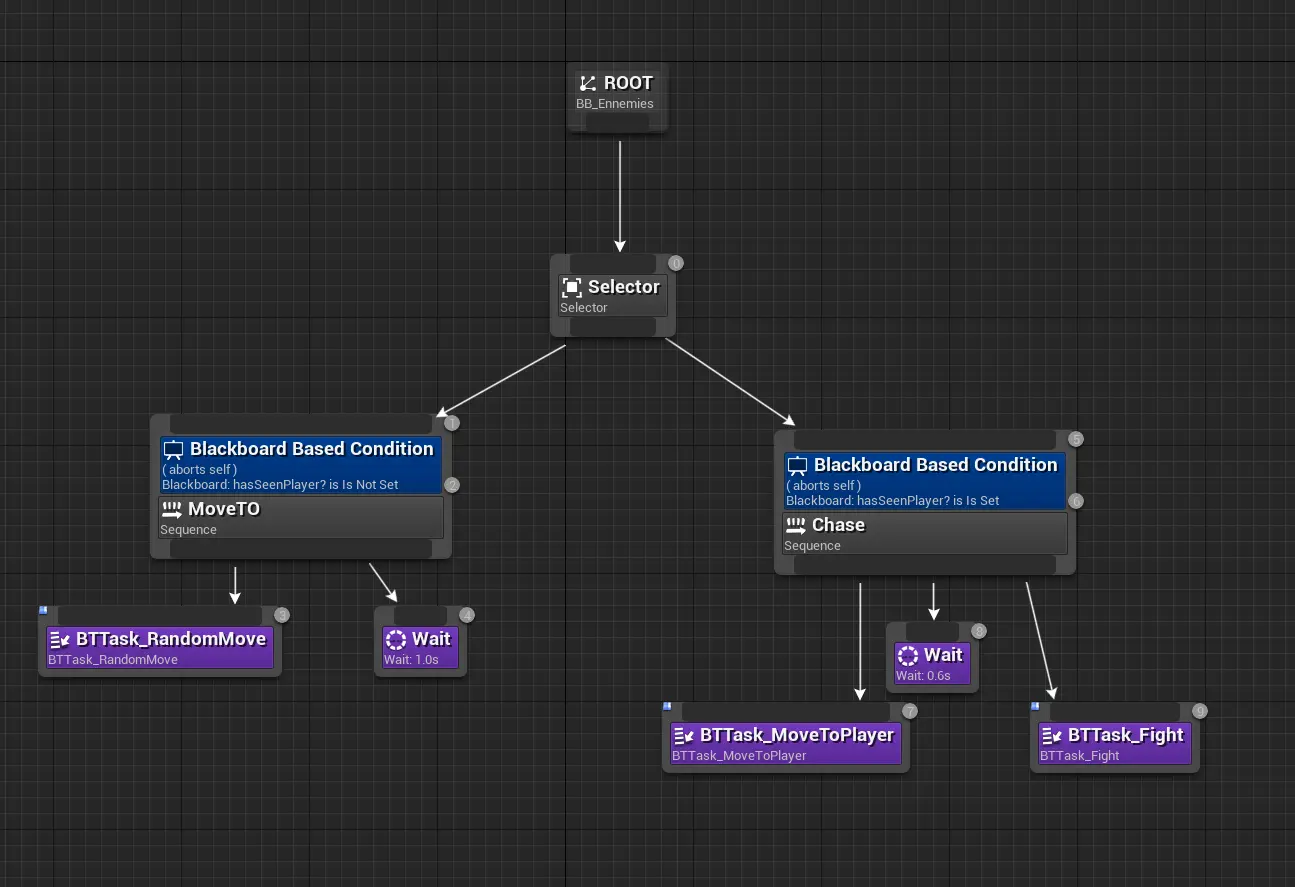 ROOT
BB_Ennemies
0
Selector
Selector
1
Blackboard Based Condition
( aborts self )
Blackboard: hasSeenPlayer? is Is Not Set
2
MoveTO
Sequence
5
Blackboard Based Condition
( aborts self )
Blackboard: hasSeenPlayer? is Is Set
6
Chase
Sequence
3
BTTask_RandomMove
BTTask_RandomMove
4
Wait
Wait: 1.0s
8
Wait
Wait: 0.6s
7
BTTask_MoveToPlayer
BTTask_MoveToPlayer
9
BTTask_Fight
BTTask_Fight